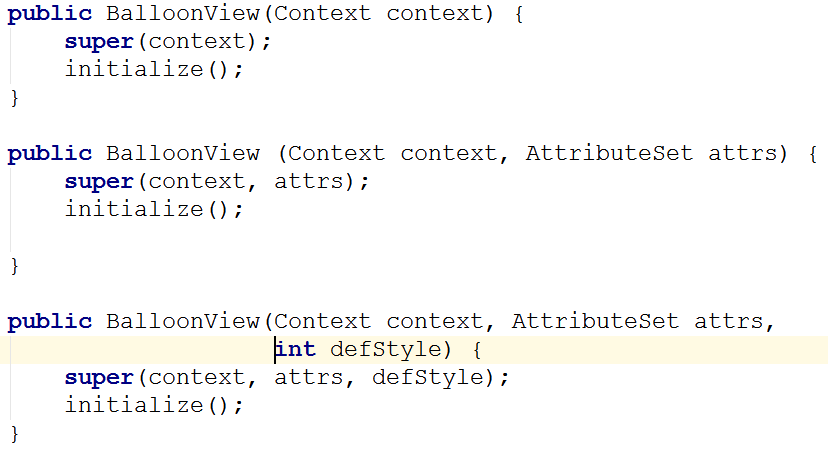 public BalloonView(Context context) {
    super(context);
    initialize();
}
public BalloonView (Context context, AttributeSet attrs) {
    super(context, attrs);
    initialize();
}
public BalloonView(Context context, AttributeSet attrs,
                   int defStyle) {
    super(context, attrs, defStyle);
    initialize();
}